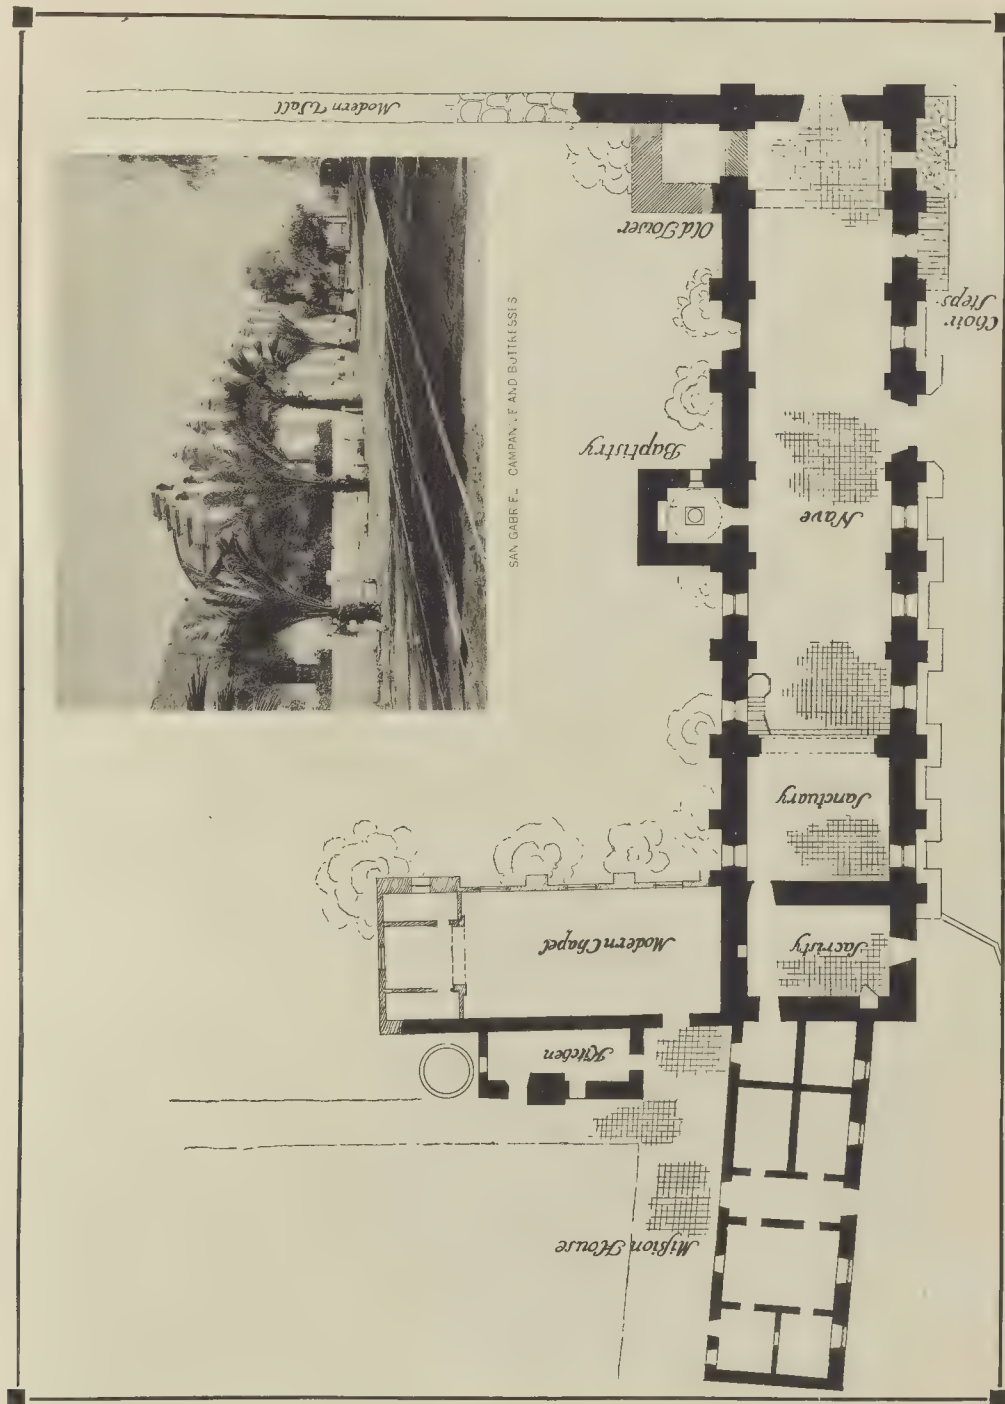 Modern Wall
Old Tower
Choir
Steps.
SAN GABRIEL CAMPANILE AND BUTTRESSES
Baptistry
Nave
Sanctuary
Modern Chapel
Sacristy
Kitchen
Mission House